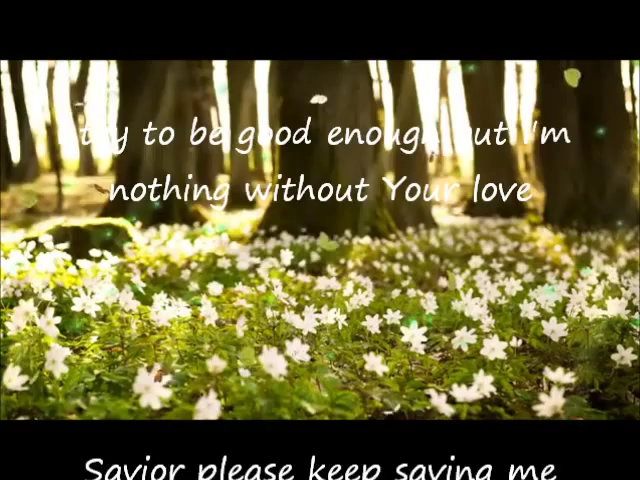 try to be good enough but I'm
nothing without Your love
Savior please keep saving me